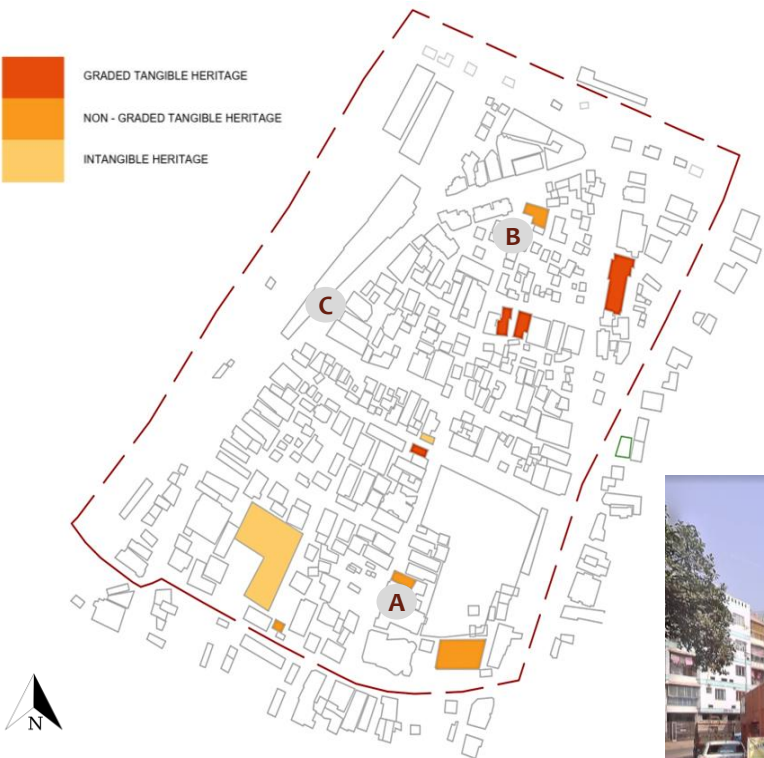 GRADED TANGIBLE HERITAGE
NON - GRADED TANGIBLE HERITAGE
INTANGIBLE HERITAGE
B
C
A
N